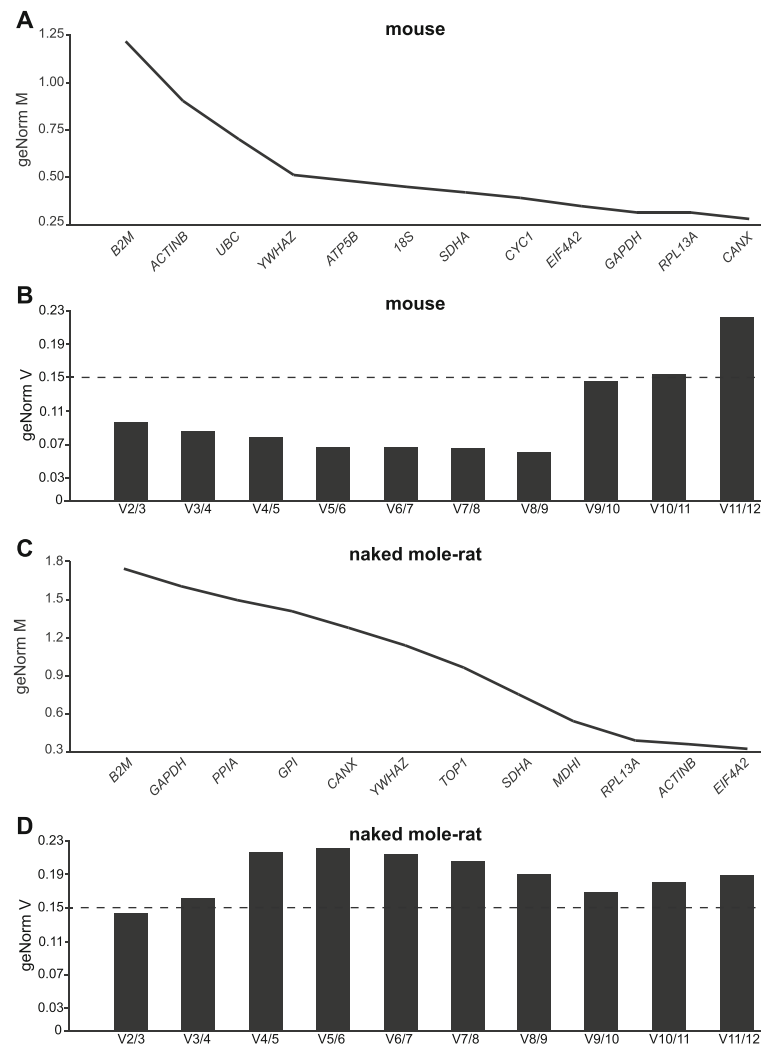 A
mouse
geNorm M
1.25
1.00
0.75
0.50
0.25
B2M
ACTINB
UBC
YWHAZ
ATP5B
18S
SDHA
CYC1
EIF4A2
GAPDH
RPL13A
CANX
B
mouse
geNorm V
0.23
0.19
0.15
0.11
0.07
0.03
0
V2/3 V3/4 V4/5 V5/6 V6/7 V7/8 V8/9 V9/10 V10/11 V11/12
C
naked mole-rat
geNorm M
1.8
1.5
1.2
0.9
0.6
0.3
B2M
GAPDH
PPIA
GPI
CANX
YWHAZ
TOP1
SDHA
MDHI
RPL13A
ACTINB
EIF4A2
D
naked mole-rat
geNorm V
0.23
0.19
0.15
0.11
0.07
0.03
0
V2/3 V3/4 V4/5 V5/6 V6/7 V7/8 V8/9 V9/10 V10/11 V11/12